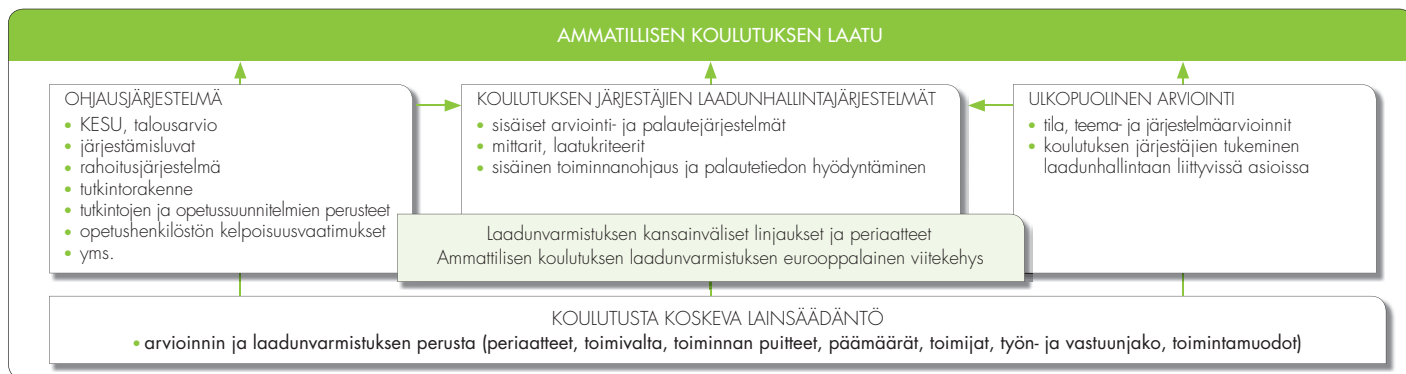 AMMATILLISEN KOULUTUKSEN LAATU
OHJAUSJÄRJESTELMÄ
• KESU, talousarvio
• järjestämisluvat
• rahoitusjärjestelmä
• tutkintorakenne
• tutkintojen ja opetussuunnitelmien perusteet
• opetushenkilöstön kelpoisuusvaatimukset
• yms.
KOULUTUKSEN JÄRJESTÄJIEN LAADUNHALLINTAJÄRJESTELMÄT
• sisäiset arviointi- ja palautejärjestelmät
• mittarit, laatukriteerit
• sisäinen toiminnanohjaus ja palautetiedon hyödyntäminen
ULKOPUOLINEN ARVIOINTI
• tila, teema- ja järjestelmäarvioinnit
• koulutuksen järjestäjien tukeminen
laadunhallintaan liittyvissä asioissa
Laadunvarmistuksen kansainväliset linjaukset ja periaatteet
Ammattilisen koulutuksen laadunvarmistuksen eurooppalainen viitekehys
KOULUTUSTA KOSKEVA LAINSÄÄDÄNTÖ
• arvioinnin ja laadunvarmistuksen perusta (periaatteet, toimivalta, toiminnan puitteet, päämäärät, toimijat, työn- ja vastuunjako, toimintamuodot)